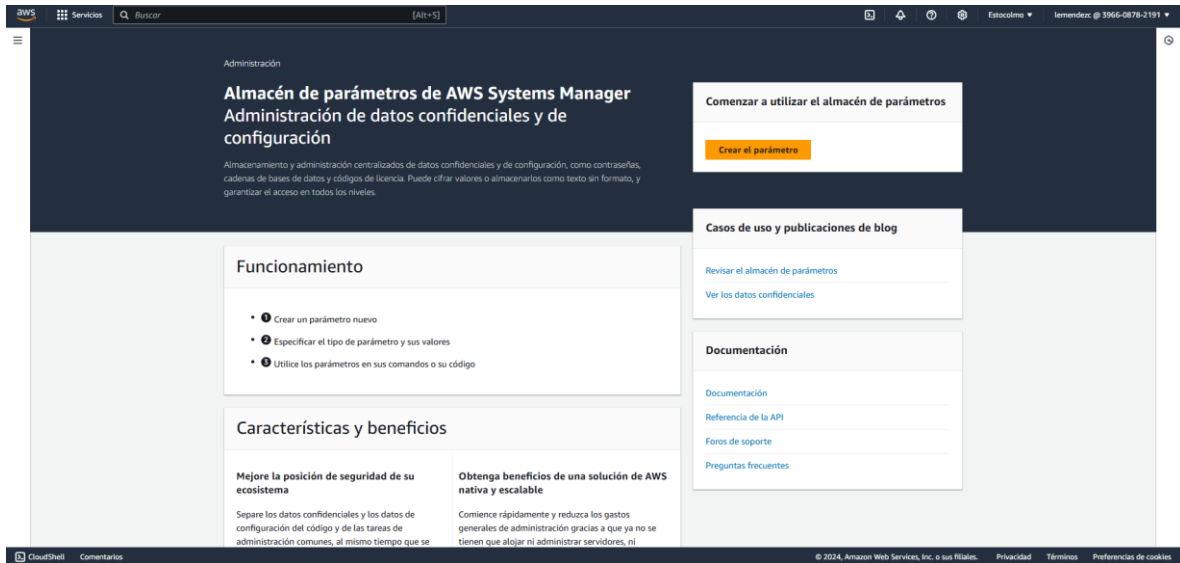 aws
Servicios
Buscar
[Alt+S]
Estocolmo ▼
lemendezc @ 3966-0878-2191 ▼
Administración
Almacén de parámetros de AWS Systems Manager
Administración de datos confidenciales y de
configuración
Almacenamiento y administración centralizados de datos confidenciales y de configuración, como contraseñas,
cadenas de bases de datos y códigos de licencia. Puede cifrar valores o almacenarlos como texto sin formato, y
garantizar el acceso en todos los niveles.
Comenzar a utilizar el almacén de parámetros
Crear el parámetro
Casos de uso y publicaciones de blog
Revisar el almacén de parámetros
Ver los datos confidenciales
Funcionamiento
• 1 Crear un parámetro nuevo
• 2 Especificar el tipo de parámetro y sus valores
• 3 Utilice los parámetros en sus comandos o su código
Documentación
Documentación
Referencia de la API
Foros de soporte
Preguntas frecuentes
Características y beneficios
Mejore la posición de seguridad de su
ecosistema
Separe los datos confidenciales y los datos de
configuración del código y de las tareas de
administración comunes, al mismo tiempo que se
Obtenga beneficios de una solución de AWS
nativa y escalable
Comience rápidamente y reduzca los gastos
generales de administración gracias a que ya no se
tienen que alojar ni administrar servidores, ni
CloudShell
Comentarios
© 2024, Amazon Web Services, Inc. o sus filiales.
Privacidad
Términos
Preferencias de cookies